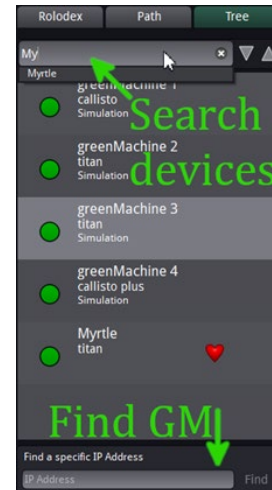 Rolodex
Path
Tree
My
Myrtle
greenMachine 1
callisto
Simulation
Search
devices
greenMachine 2
titan
Simulation
greenMachine 3
titan
Simulation
greenMachine 4
callisto plus
Simulation
Myrtle
titan
Find GM
Find a specific IP Address
IP Address
Find